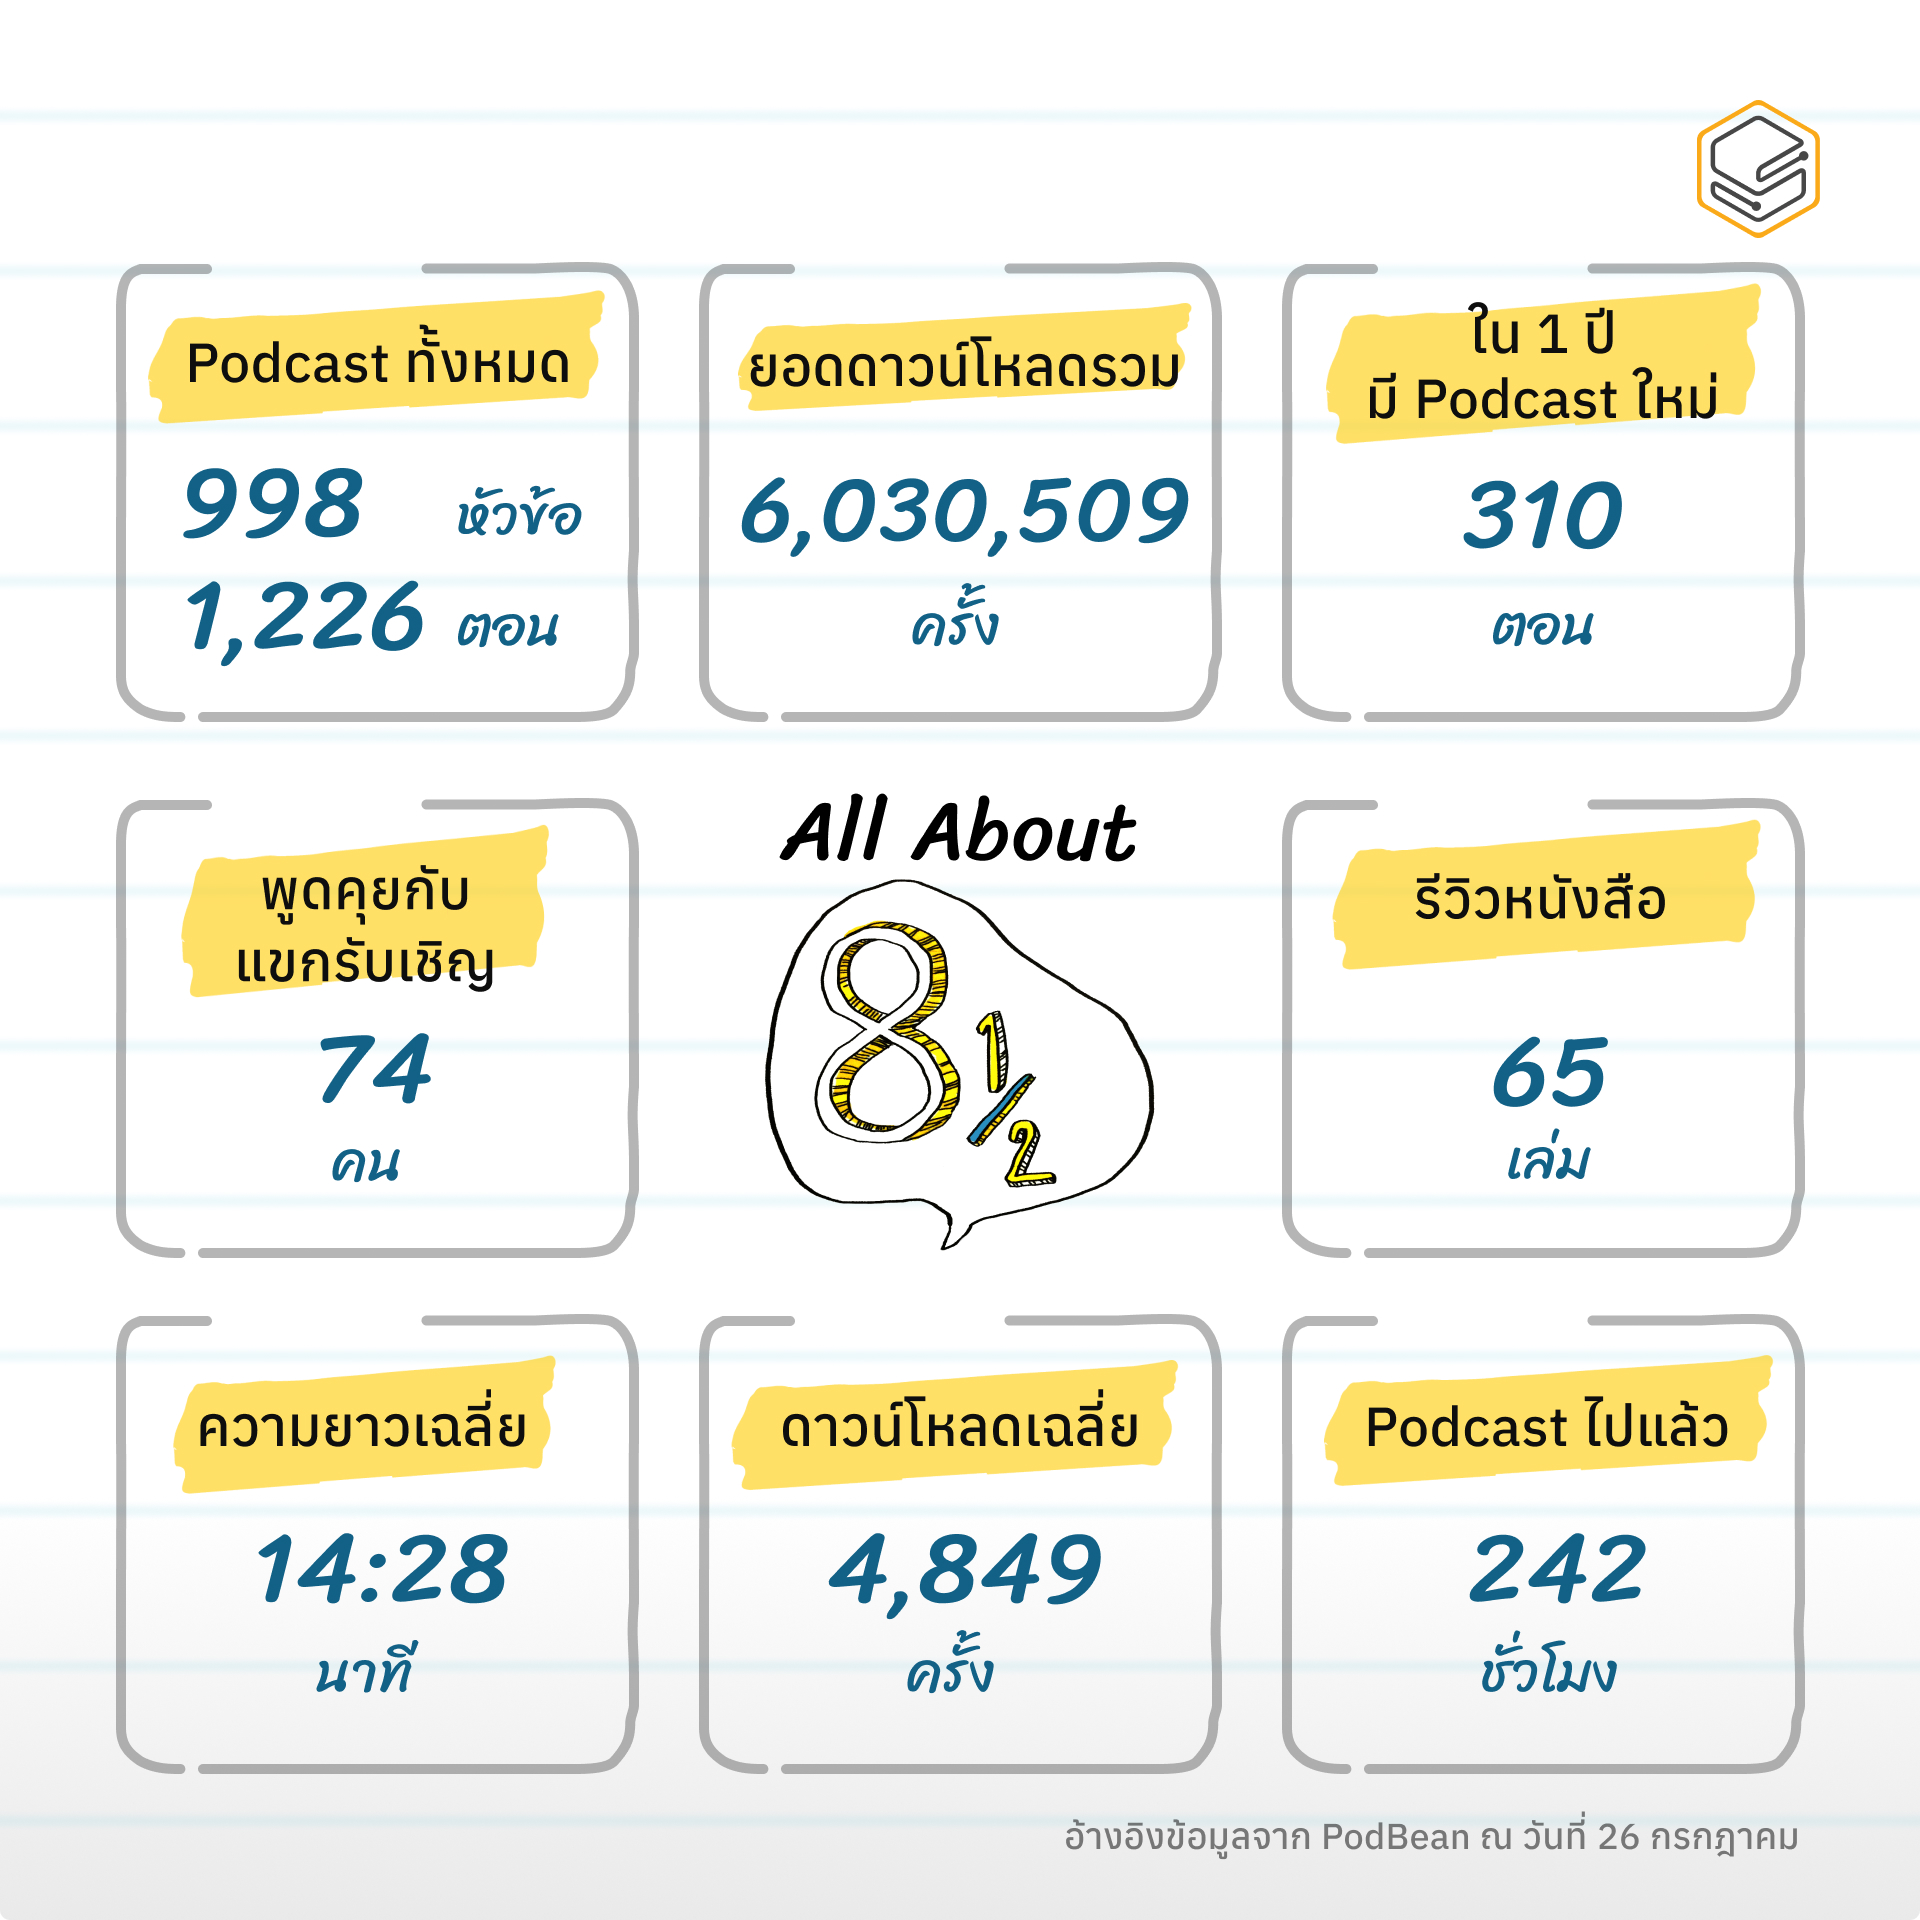 Podcast ทั้งหมด
998 หัวข้อ
1,226 ตอน
ยอดดาวน์โหลดรวม
6,030,509
ครั้ง
ใน 1 ปี
มี Podcast ใหม่
310
ตอน
พูดคุยกับ
แขกรับเชิญ
74
คน
All About
8 1/2
รีวิวหนังสือ
65
เล่ม
ความยาวเฉลี่ย
14:28
นาที
ดาวน์โหลดเฉลี่ย
4,849
ครั้ง
Podcast ไปแล้ว
242
ชั่วโมง
อ้างอิงข้อมูลจาก PodBean ณ วันที่ 26 กรกฎาคม